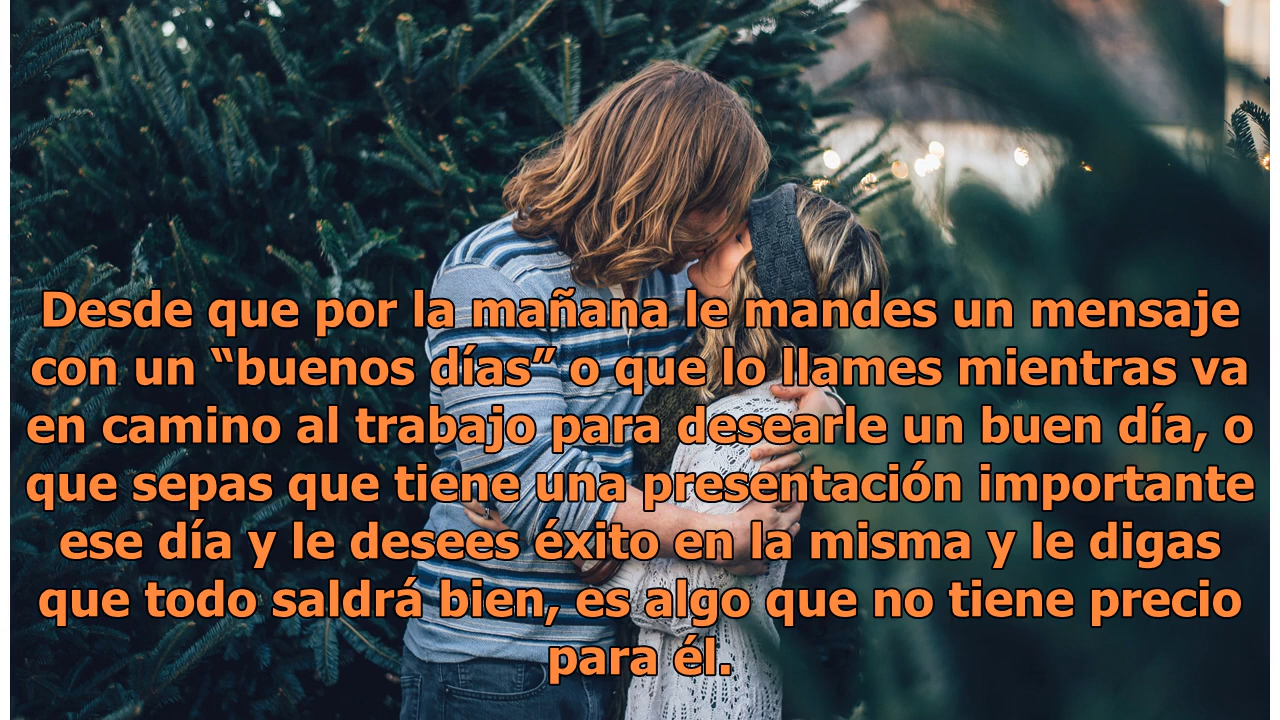 Desde que por la mañana le mandes un mensaje
con un “buenos días” o que lo llames mientras va
en camino al trabajo para desearle un buen día, o
que sepas que tiene una presentación importante
ese día y le desees éxito en la misma y le digas
que todo saldrá bien, es algo que no tiene precio
para él.